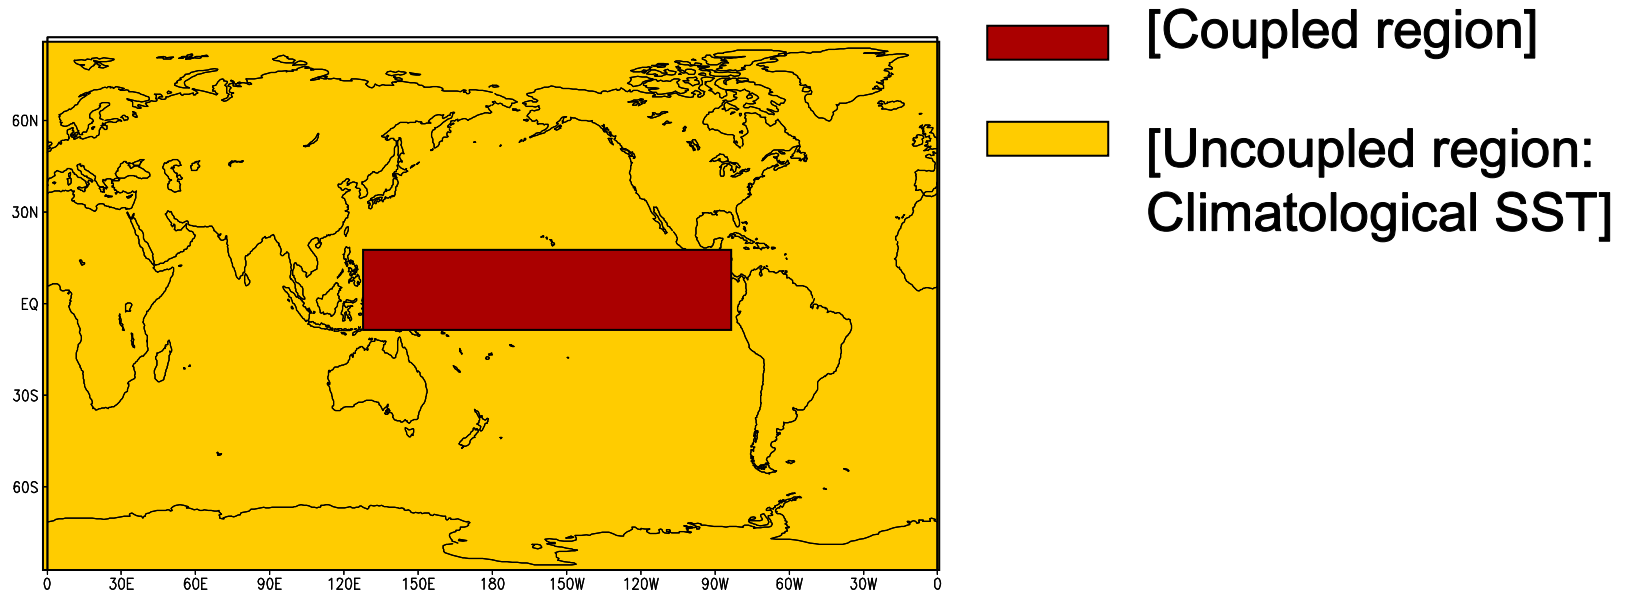 [Coupled region]
[Uncoupled region:
Climatological SST]
60N
30N
EQ
30S
60S
0 30E 60E 90E 120E 150E 180 150W 120W 90W 60W 30W 0